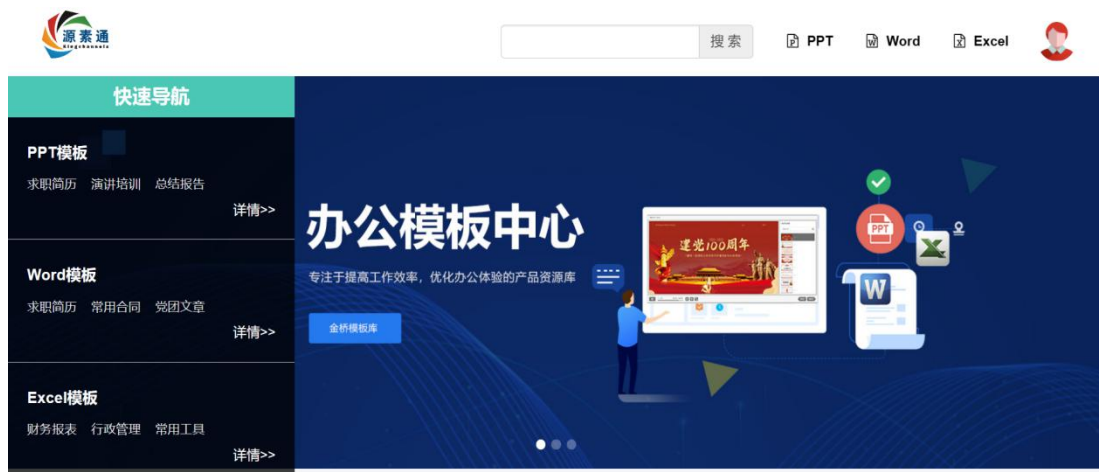 源素通
搜索
PPT
Word
Excel
快速导航
PPT模板
求职简历 演讲培训 总结报告
详情>>
Word模板
求职简历 常用合同 党团文章
详情>>
Excel模板
财务报表 行政管理 常用工具
详情>>
办公模板中心
专注于提高工作效率，优化办公体验的产品资源库
金桥模板库
建党100周年
PPT
W
X